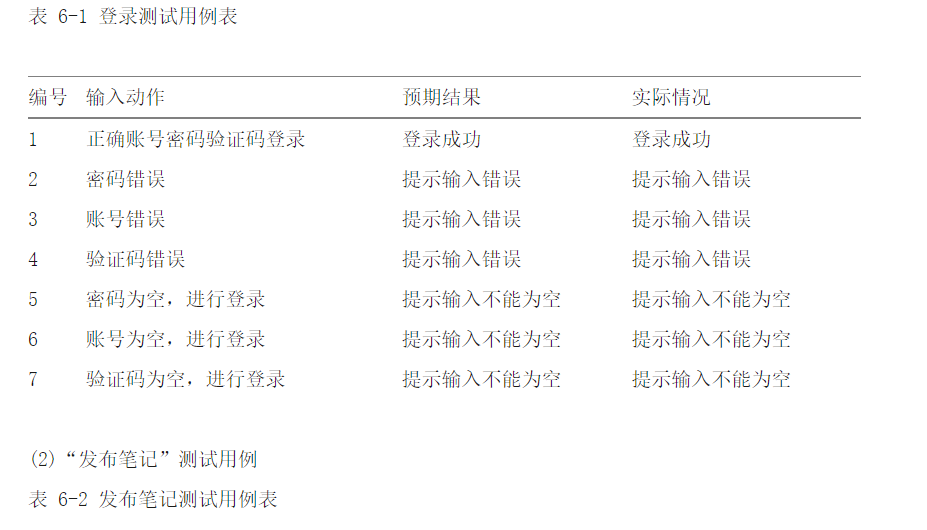 表 6-1 登录测试用例表
编号 输入动作 预期结果 实际情况
1 正确账号密码验证码登录 登录成功 登录成功
2 密码错误 提示输入错误 提示输入错误
3 账号错误 提示输入错误 提示输入错误
4 验证码错误 提示输入错误 提示输入错误
5 密码为空，进行登录 提示输入不能为空 提示输入不能为空
6 账号为空，进行登录 提示输入不能为空 提示输入不能为空
7 验证码为空，进行登录 提示输入不能为空 提示输入不能为空
(2)“发布笔记”测试用例
表 6-2 发布笔记测试用例表